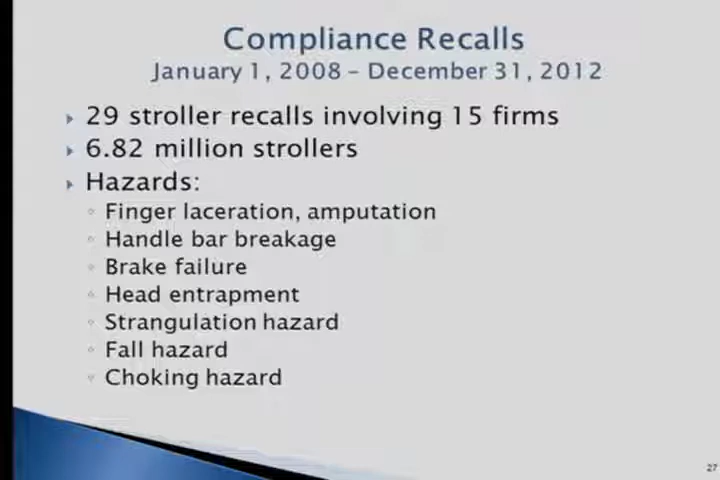 Compliance Recalls
January 1, 2008 – December 31, 2012
29 stroller recalls involving 15 firms
6.82 million strollers
Hazards:
Finger laceration, amputation
Handle bar breakage
Brake failure
Head entrapment
Strangulation hazard
Fall hazard
Choking hazard
27